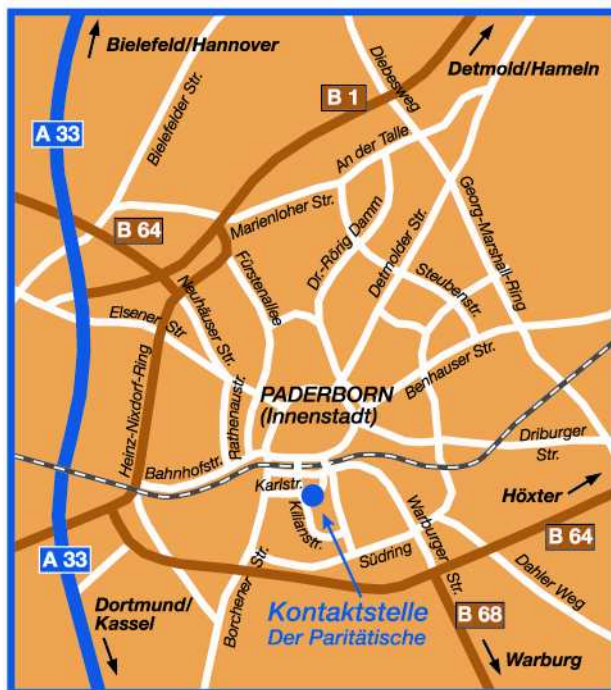 Bielefeld/Hannover
Diebesweg
Detmold/Hameln
B 1
A 33
Bielefelder Str.
An der Talle
Georg-Marshall-Ring
B 64
Marienloher Str.
Dr.-Rörig Damm
Detmolder Str.
Steubenstr.
Neuhäuser Str.
Fürstenallee
Elsener Str
Heinz-Nixdorf-Ring
Rathenaustr.
Benhauser Str.
PADERBORN
(Innenstadt)
Driburger
Str.
Bahnhofstr.
Karlstr.
Kilianstr.
Höxter
Warburger Str.
B 64
A 33
Südring
Dahler Weg
Borchener Str.
Dortmund/
Kassel
Kontaktstelle
Der Paritätische
B 68
Warburg